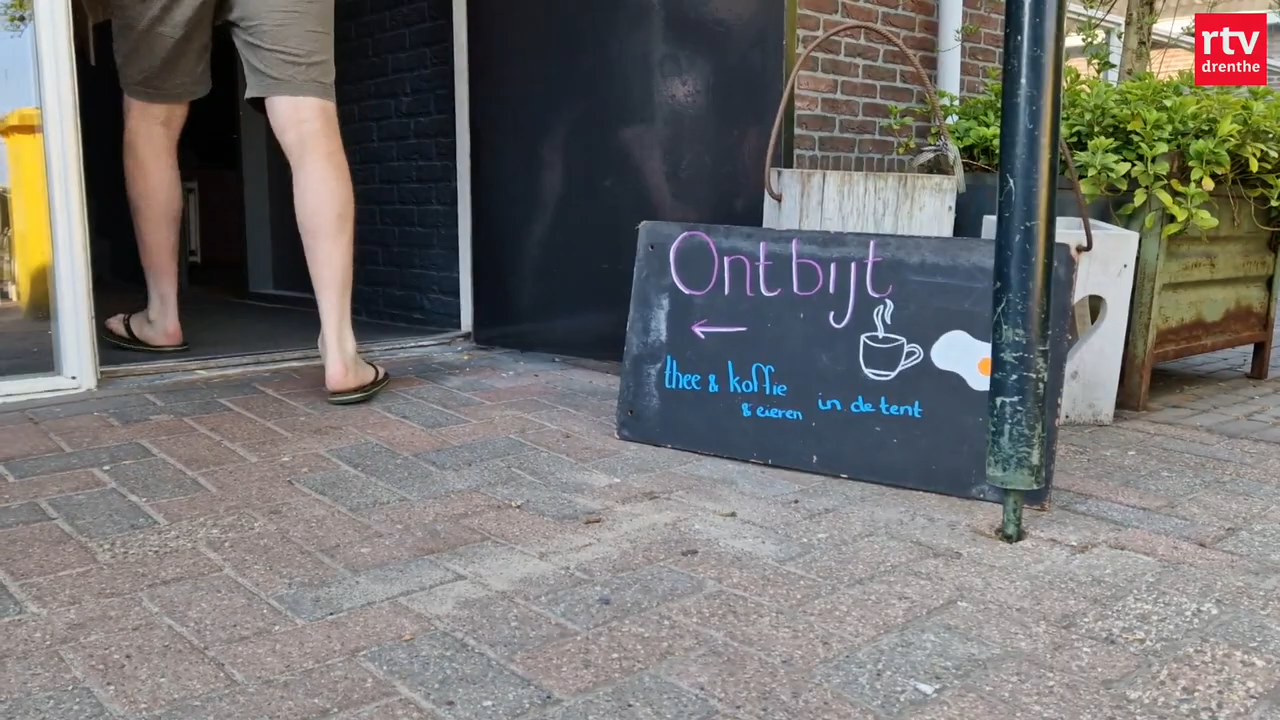 rtv
drenthe
Ontbijt
thee & koffie
& eieren
in de tent